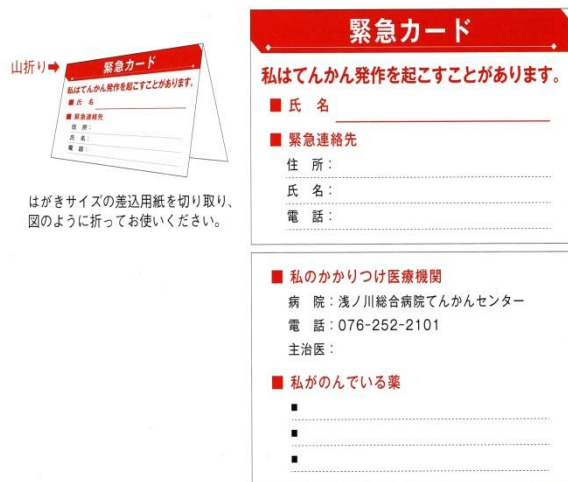 山折り➡
緊急カード
私はてんかん発作を起こすことがあります。
■ 氏 名
■ 緊急連絡先
住 所：
氏 名：
電 話：
はがきサイズの差込用紙を切り取り、
図のように折ってお使いください。
緊急カード
私はてんかん発作を起こすことがあります。
■ 氏 名
■ 緊急連絡先
住 所：
氏 名：
電 話：
■ 私のかかりつけ医療機関
病 院：浅ノ川総合病院てんかんセンター
電 話：076-252-2101
主治医：
■ 私がのんでいる薬
■
■
■